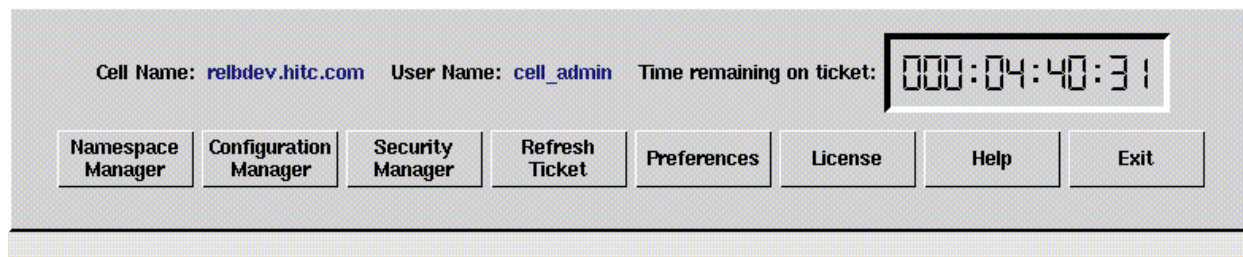 Cell Name: relbdev.hitc.com User Name: cell_admin Time remaining on ticket: 000:04:40:31
Namespace Manager Configuration Manager Security Manager Refresh Ticket Preferences License Help Exit